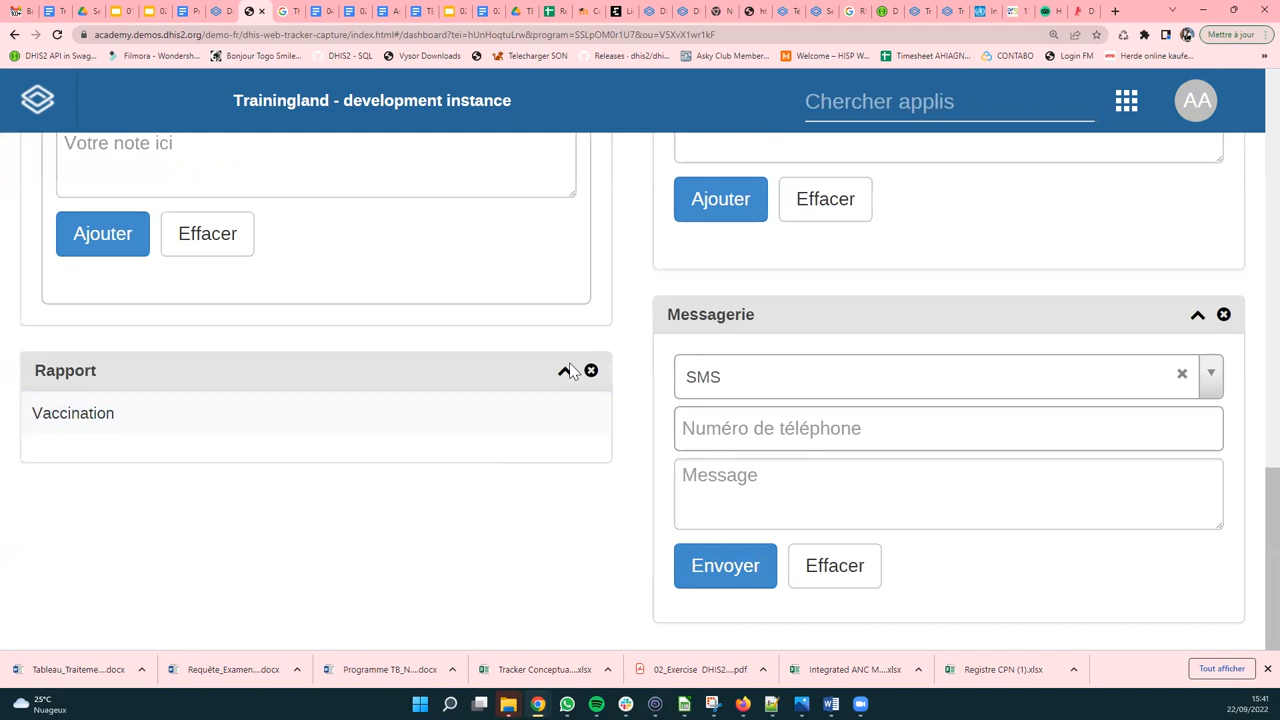 academy.demos.dhis2.org/demo-fr/dhis-web-tracker-capture/index.html#/dashboard?tei=hUnHoqtuLrw&program=SSLpOM0r1U7&ou=V5XvX1wr1kF
Mettre à jour
DHIS2 API in Swag...
Filmora - Wondersh...
Bonjour Togo Smile...
DHIS2 - SQL
Vysor Downloads
Telecharger SON
Releases · dhis2/dhi...
Asky Club Member...
Welcome – HISP W...
Timesheet AHIAGN...
CONTABO
Login FM
Herde online kaufe...
Trainingland - development instance
Chercher applis
AA
Votre note ici
Ajouter
Effacer
Ajouter
Effacer
Rapport
Vaccination
Messagerie
SMS
Numéro de téléphone
Message
Envoyer
Effacer
Tableau_Traiteme....docx
Requête_Examen....docx
Programme TB_N....docx
Tracker Conceptua....xlsx
02_Exercise DHIS2....pdf
Integrated ANC M....xlsx
Registre CPN (1).xlsx
Tout afficher
25°C
Nuageux
15:41
22/09/2022